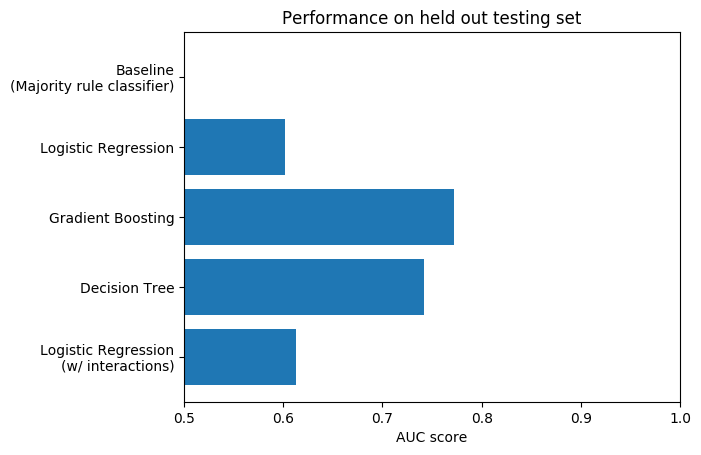 Performance on held out testing set
Baseline
(Majority rule classifier)
Logistic Regression
Gradient Boosting
Decision Tree
Logistic Regression
(w/ interactions)
0.5 0.6 0.7 0.8 0.9 1.0
AUC score